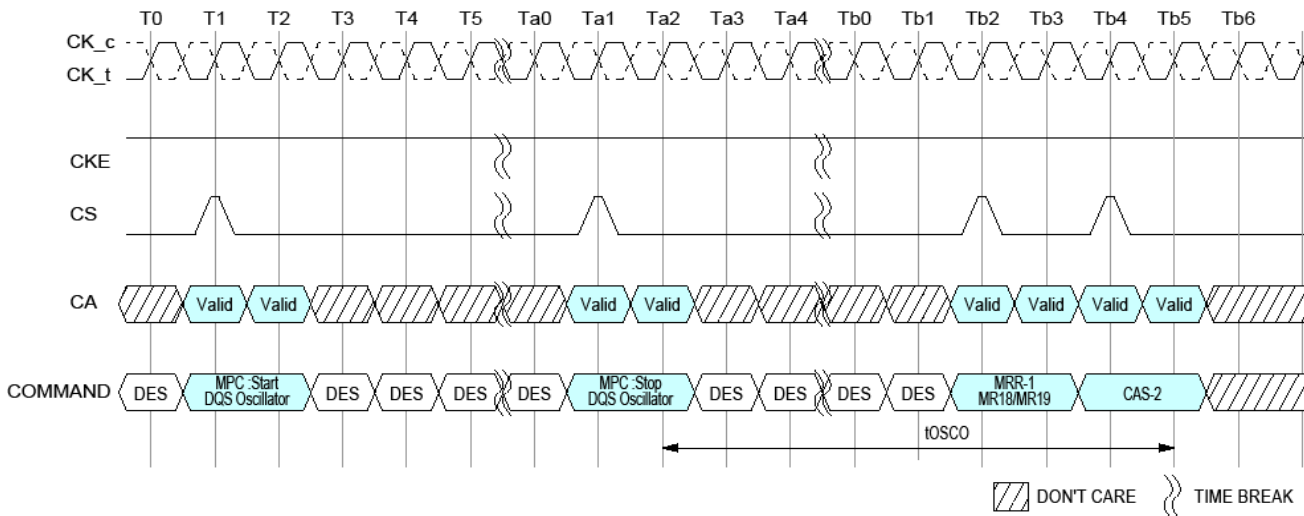 T0 T1 T2 T3 T4 T5 Ta0 Ta1 Ta2 Ta3 Ta4 Tb0 Tb1 Tb2 Tb3 Tb4 Tb5 Tb6
CK_c
CK_t
CKE
CS
CA Valid Valid Valid Valid Valid Valid Valid Valid
COMMAND DES MPC :Start DQS Oscillator DES DES DES DES MPC :Stop DQS Oscillator DES DES DES DES MRR-1 MR18/MR19 CAS-2
tOSCO
DON'T CARE TIME BREAK